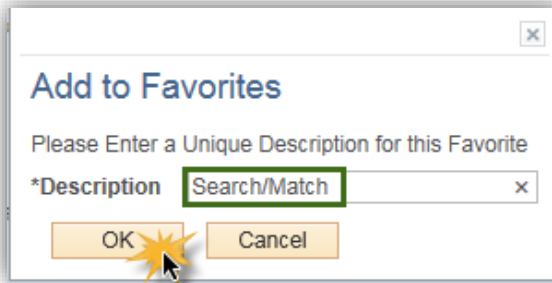 Add to Favorites
Please Enter a Unique Description for this Favorite
*Description Search/Match ×
OK Cancel